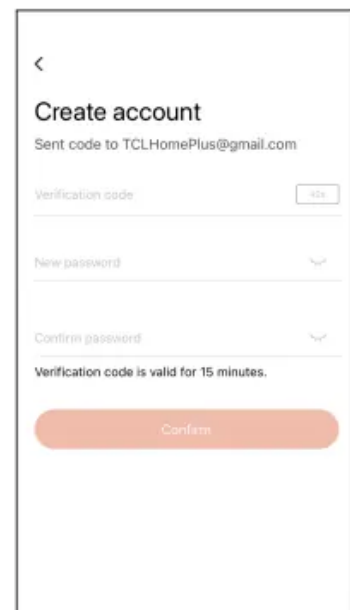 Create account
Sent code to TCLHomePlus@gmail.com
Verification code
New password
Confirm password
Verification code is valid for 15 minutes.
Confirm